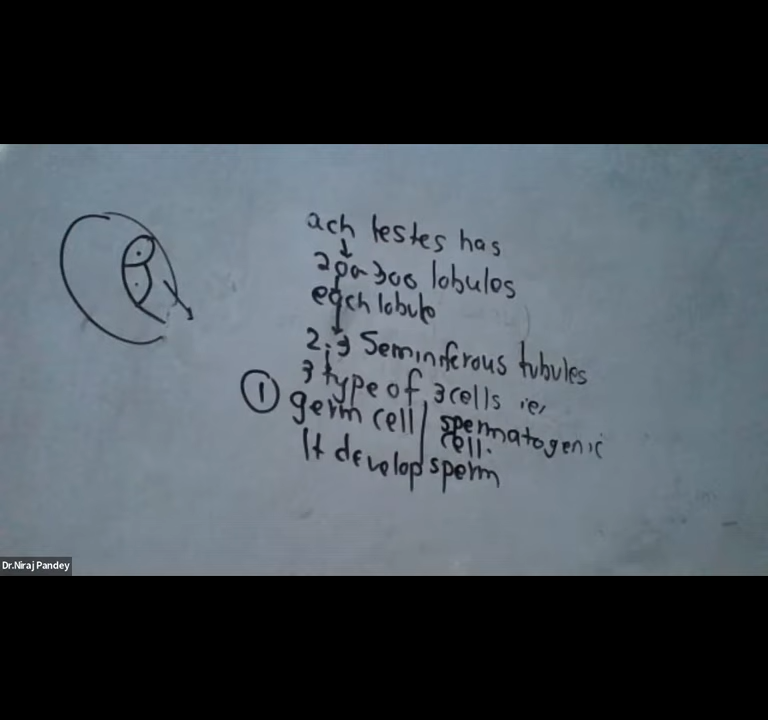 ach testes has
200-300 lobules
each lobule
2-3 Seminiferous tubules
3 type of 3 cells ie,
① germ cell / spermatogenic cell.
It develop sperm
Dr.Niraj Pandey